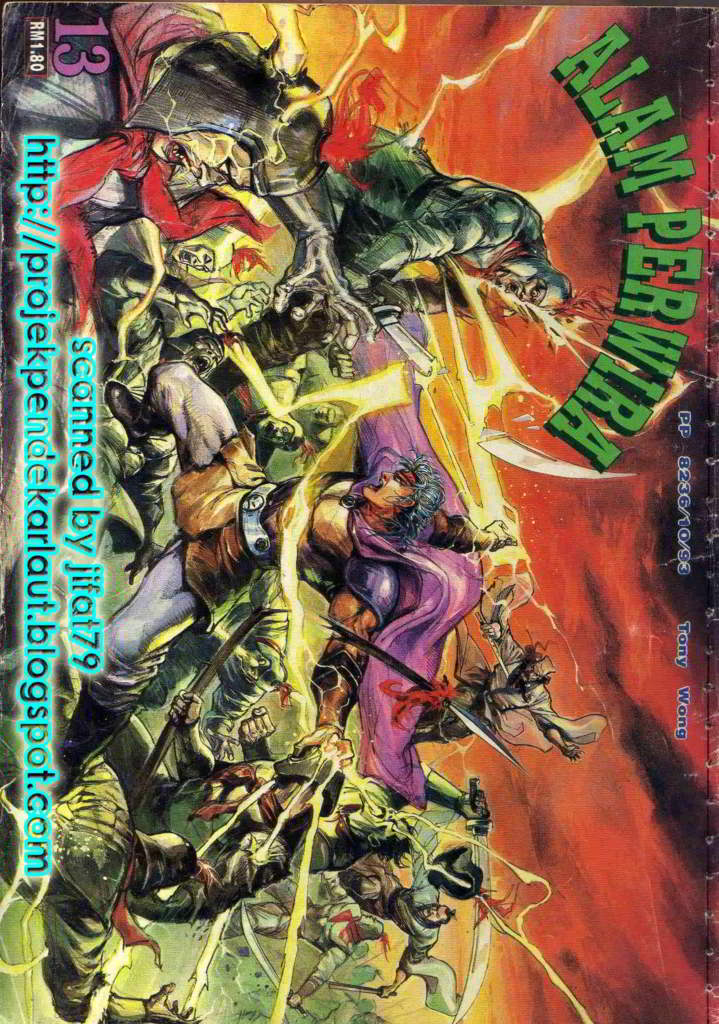 ALAM PERWIRA
PP 8236/10/93 Tony Wong
13
RM1.80
scanned by jifat79
http://projekpendekarlaut.blogspot.com